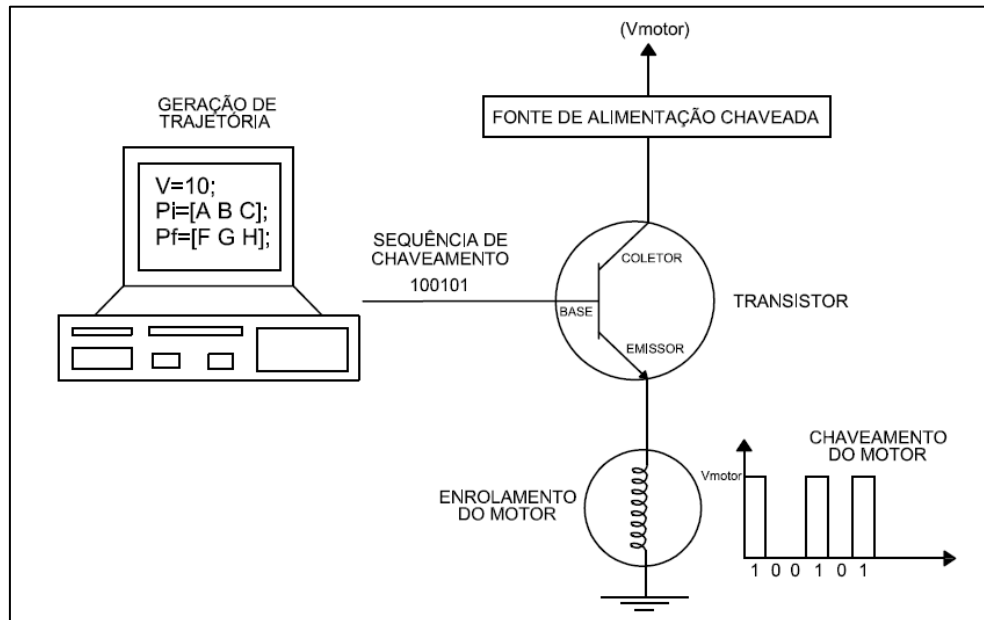 (Vmotor)
FONTE DE ALIMENTAÇÃO CHAVEADA
GERAÇÃO DE
TRAJETÓRIA
V=10;
Pi=[A B C];
Pf=[F G H];
SEQUÊNCIA DE
CHAVEAMENTO
100101
COLETOR
BASE
EMISSOR
TRANSISTOR
ENROLAMENTO
DO MOTOR
CHAVEAMENTO
DO MOTOR
Vmotor
1 0 0 1 0 1